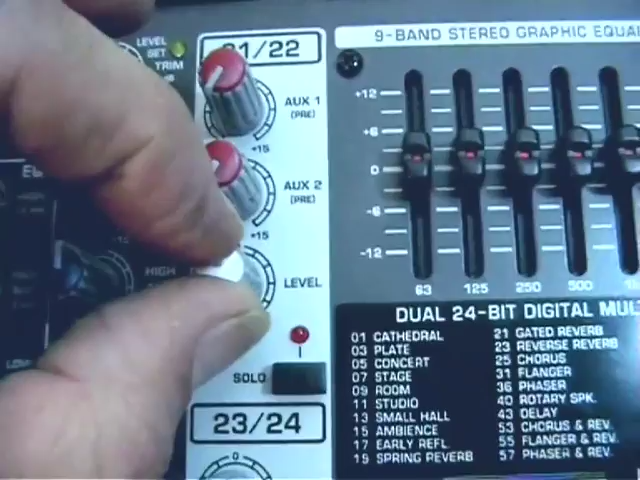 LEVEL
SET
TRIM
21/22
9-BAND STEREO GRAPHIC EQUAL
AUX 1
(PRE)
+15
AUX 2
(PRE)
+15
HIGH
LEVEL
SOLO
23/24
0
+12
+6
0
-6
-12
63 125 250 500
DUAL 24-BIT DIGITAL MUL
01 CATHEDRAL
03 PLATE
05 CONCERT
07 STAGE
09 ROOM
11 STUDIO
13 SMALL HALL
15 AMBIENCE
17 EARLY REFL.
19 SPRING REVERB
21 GATED REVERB
23 REVERSE REVERB
25 CHORUS
31 FLANGER
36 PHASER
40 ROTARY SPK.
43 DELAY
53 CHORUS & REV.
55 FLANGER & REV.
57 PHASER & REV.